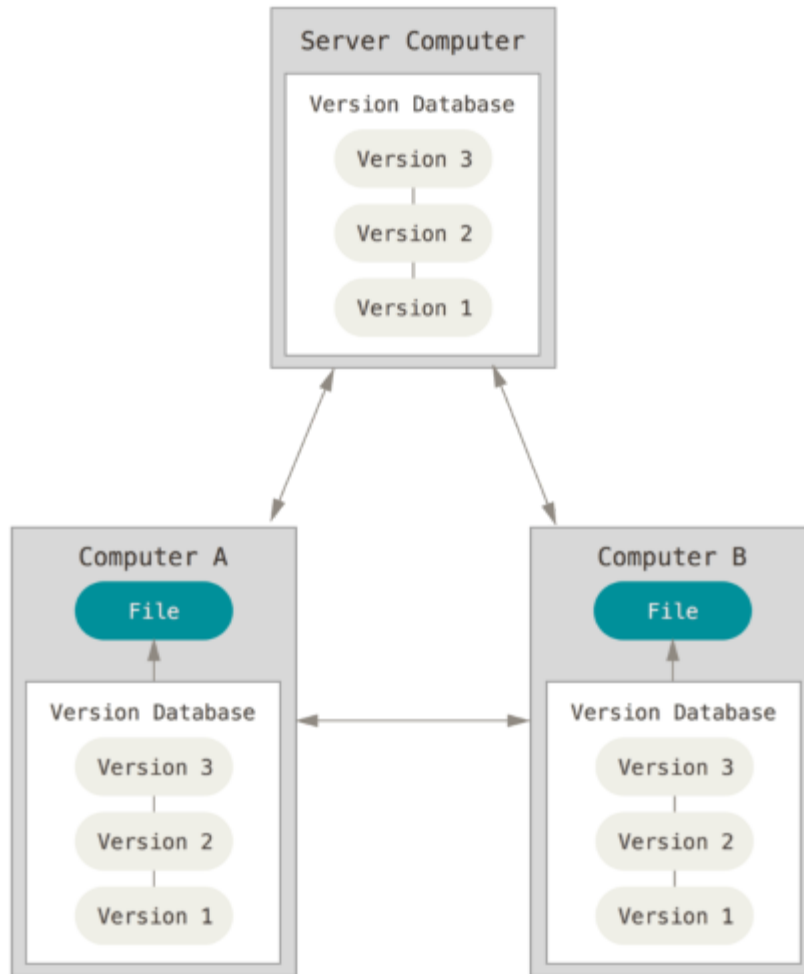 Server Computer
Version Database
Version 3
Version 2
Version 1
Computer A
File
Version Database
Version 3
Version 2
Version 1
Computer B
File
Version Database
Version 3
Version 2
Version 1